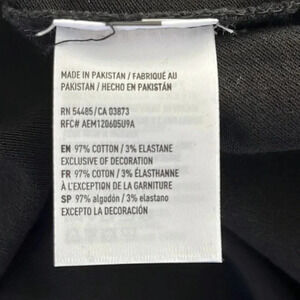 MADE IN PAKISTAN / FABRIQUÉ AU
PAKISTAN / HECHO EN PAKISTÁN
RN 54485/CA 03873
RFC# AEM120605U9A
EN 97% COTTON / 3% ELASTANE
EXCLUSIVE OF DECORATION
FR 97% COTON / 3% ÉLASTHANNE
À L'EXCEPTION DE LA GARNITURE
SP 97% algodón / 3% elastano
EXCEPTO LA DECORACIÓN